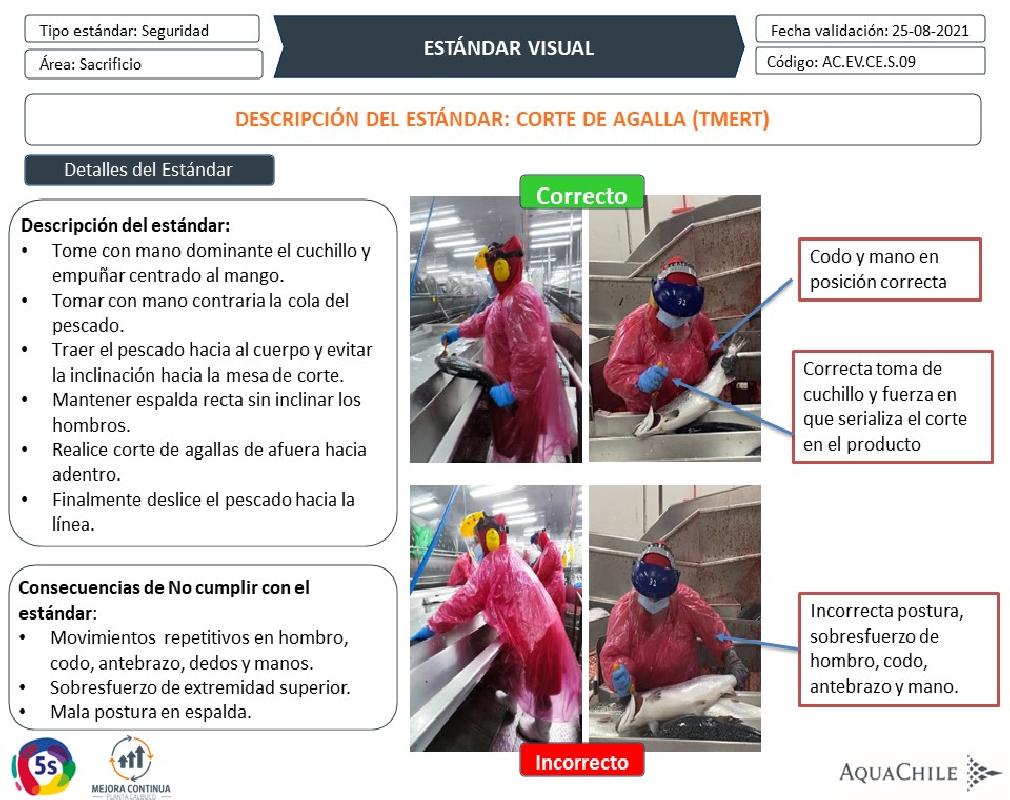 Tipo estándar: Seguridad
Área: Sacrificio
ESTÁNDAR VISUAL
Fecha validación: 25-08-2021
Código: AC.EV.CE.S.09
DESCRIPCIÓN DEL ESTÁNDAR: CORTE DE AGALLA (TMERT)
Detalles del Estándar
Descripción del estándar:
• Tome con mano dominante el cuchillo y
empuñar centrado al mango.
• Tomar con mano contraria la cola del
pescado.
• Traer el pescado hacia al cuerpo y evitar
la inclinación hacia la mesa de corte.
• Mantener espalda recta sin inclinar los
hombros.
• Realice corte de agallas de afuera hacia
adentro.
• Finalmente deslice el pescado hacia la
línea.
Consecuencias de No cumplir con el
estándar:
• Movimientos repetitivos en hombro,
codo, antebrazo, dedos y manos.
• Sobresfuerzo de extremidad superior.
• Mala postura en espalda.
Correcto
32
Codo y mano en
posición correcta
Correcta toma de
cuchillo y fuerza en
que serializa el corte
en el producto
32
Incorrecta postura,
sobresfuerzo de
hombro, codo,
antebrazo y mano.
Incorrecto
5s
MEJORA CONTINUA
PLANTA CALBUCO
AQUACHILE